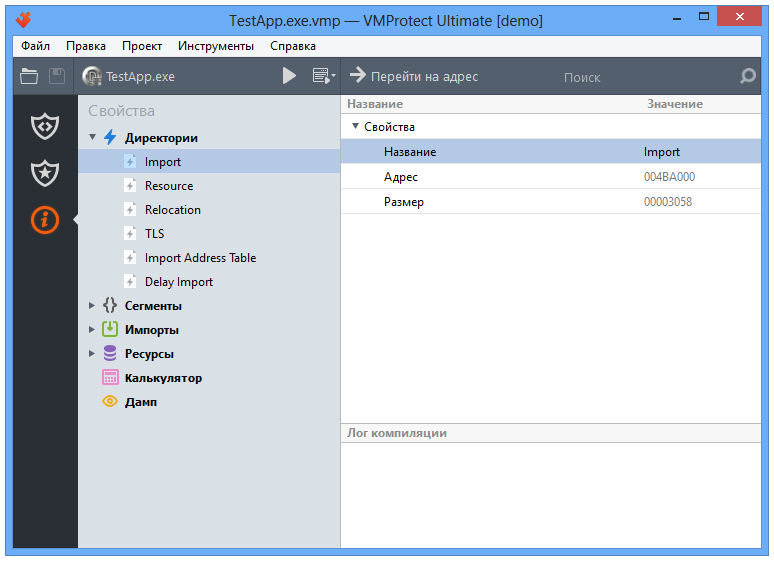 TestApp.exe.vmp — VMProtect Ultimate [demo]
Файл Правка Проект Инструменты Справка
TestApp.exe Перейти на адрес Поиск
Свойства
Директории
Import
Resource
Relocation
TLS
Import Address Table
Delay Import
Сегменты
Импорты
Ресурсы
Калькулятор
Дамп
Название Значение
Свойства
Название Import
Адрес 004BA000
Размер 00003058
Лог компиляции